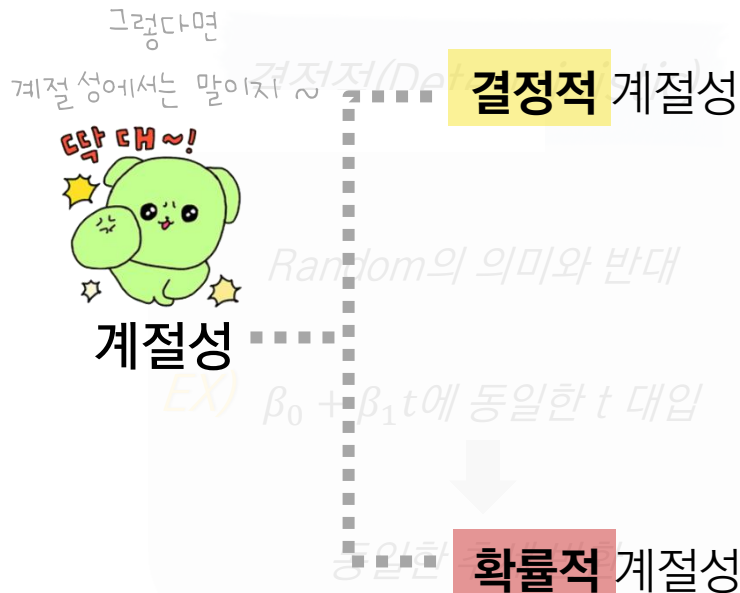 그렇다면
계절성에서는 말이지 ~
결정적 계절성
딱 대~!
Random의 의미와 반대
계절성
EX) β₀ + β₁t에 동일한 t 대입
확률적 계절성